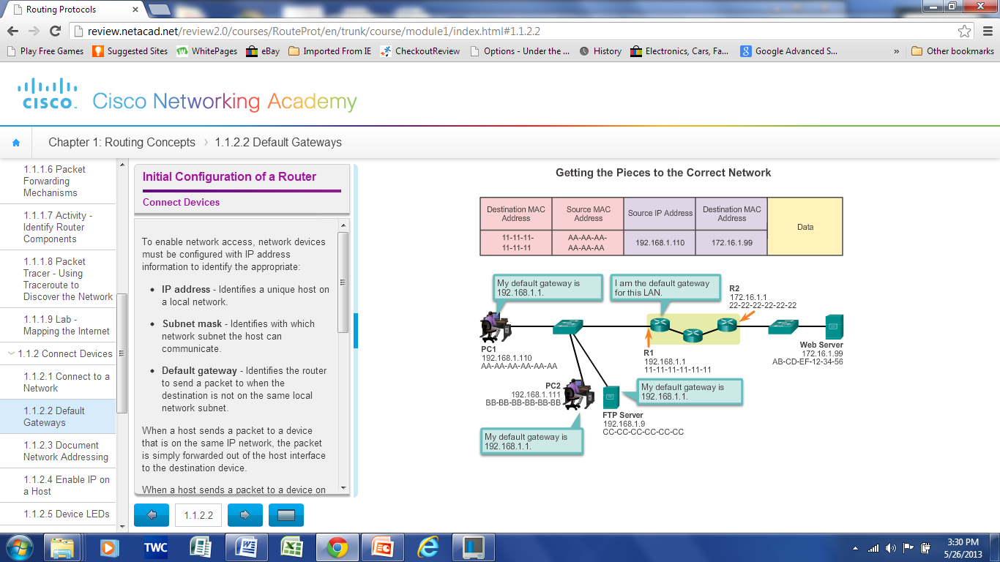 Routing Protocols
review.netacad.net/review2.0/courses/RouteProt/en/trunk/course/module1/index.html#1.1.2.2
Play Free Games
Suggested Sites
WhitePages
eBay
Imported From IE
CheckoutReview
Options - Under the ...
History
Electronics, Cars, Fa...
Google Advanced S...
»
Other bookmarks
CISCO. Cisco Networking Academy
Chapter 1: Routing Concepts
1.1.2.2 Default Gateways
1.1.1.6 Packet
Forwarding
Mechanisms
1.1.1.7 Activity -
Identify Router
Components
1.1.1.8 Packet
Tracer - Using
Traceroute to
Discover the Network
1.1.1.9 Lab -
Mapping the Internet
1.1.2 Connect Devices
1.1.2.1 Connect to a
Network
1.1.2.2 Default
Gateways
1.1.2.3 Document
Network Addressing
1.1.2.4 Enable IP on
a Host
1.1.2.5 Device LEDs
Initial Configuration of a Router
Connect Devices
To enable network access, network devices
must be configured with IP address
information to identify the appropriate:
• IP address - Identifies a unique host on
a local network.
• Subnet mask - Identifies with which
network subnet the host can
communicate.
• Default gateway - Identifies the router
to send a packet to when the
destination is not on the same local
network subnet.
When a host sends a packet to a device
that is on the same IP network, the packet
is simply forwarded out of the host interface
to the destination device.
When a host sends a packet to a device on
1.1.2.2
Getting the Pieces to the Correct Network
Destination MAC
Address
Source MAC
Address
Source IP Address
Destination MAC
Address
Data
11-11-11-
11-11-11
AA-AA-AA-
AA-AA-AA
192.168.1.110
172.16.1.99
My default gateway is
192.168.1.1.
I am the default gateway
for this LAN.
R2
172.16.1.1
22-22-22-22-22-22
PC1
192.168.1.110
AA-AA-AA-AA-AA-AA
R1
192.168.1.1
11-11-11-11-11-11
Web Server
172.16.1.99
AB-CD-EF-12-34-56
PC2
192.168.1.111
BB-BB-BB-BB-BB-BB
My default gateway is
192.168.1.1.
FTP Server
192.168.1.9
CC-CC-CC-CC-CC-CC
My default gateway is
192.168.1.1.
TWC
3:30 PM
5/26/2013